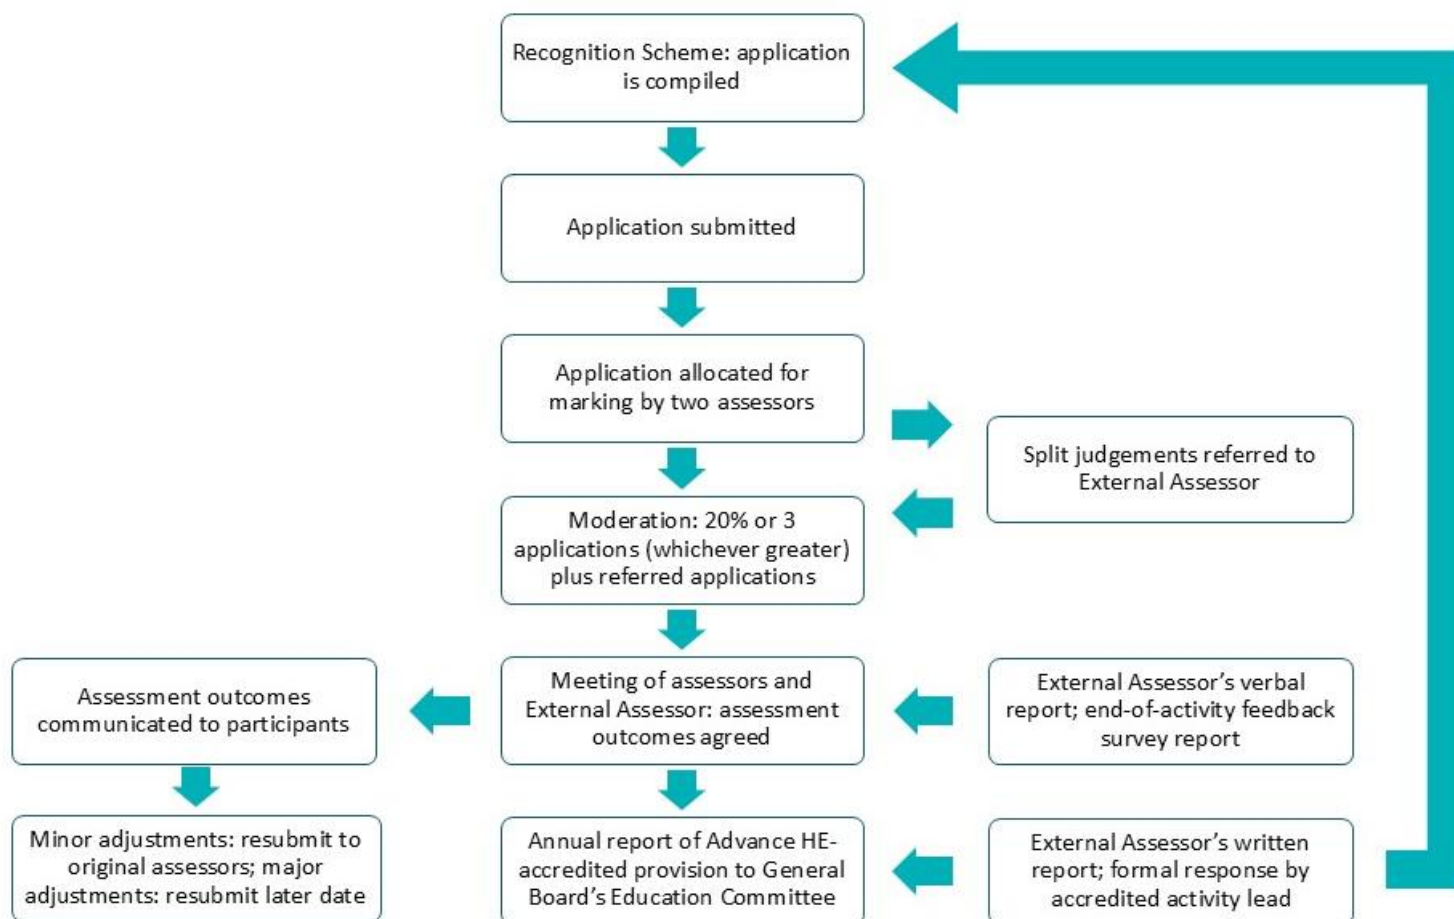 Recognition Scheme: application
is compiled
Application submitted
Application allocated for
marking by two assessors
Split judgements referred to
External Assessor
Moderation: 20% or 3
applications (whichever greater)
plus referred applications
Meeting of assessors and
External Assessor: assessment
outcomes agreed
External Assessor’s verbal
report; end-of-activity feedback
survey report
Assessment outcomes
communicated to participants
Minor adjustments: resubmit to
original assessors; major
adjustments: resubmit later date
Annual report of Advance HE-
accredited provision to General
Board’s Education Committee
External Assessor’s written
report; formal response by
accredited activity lead